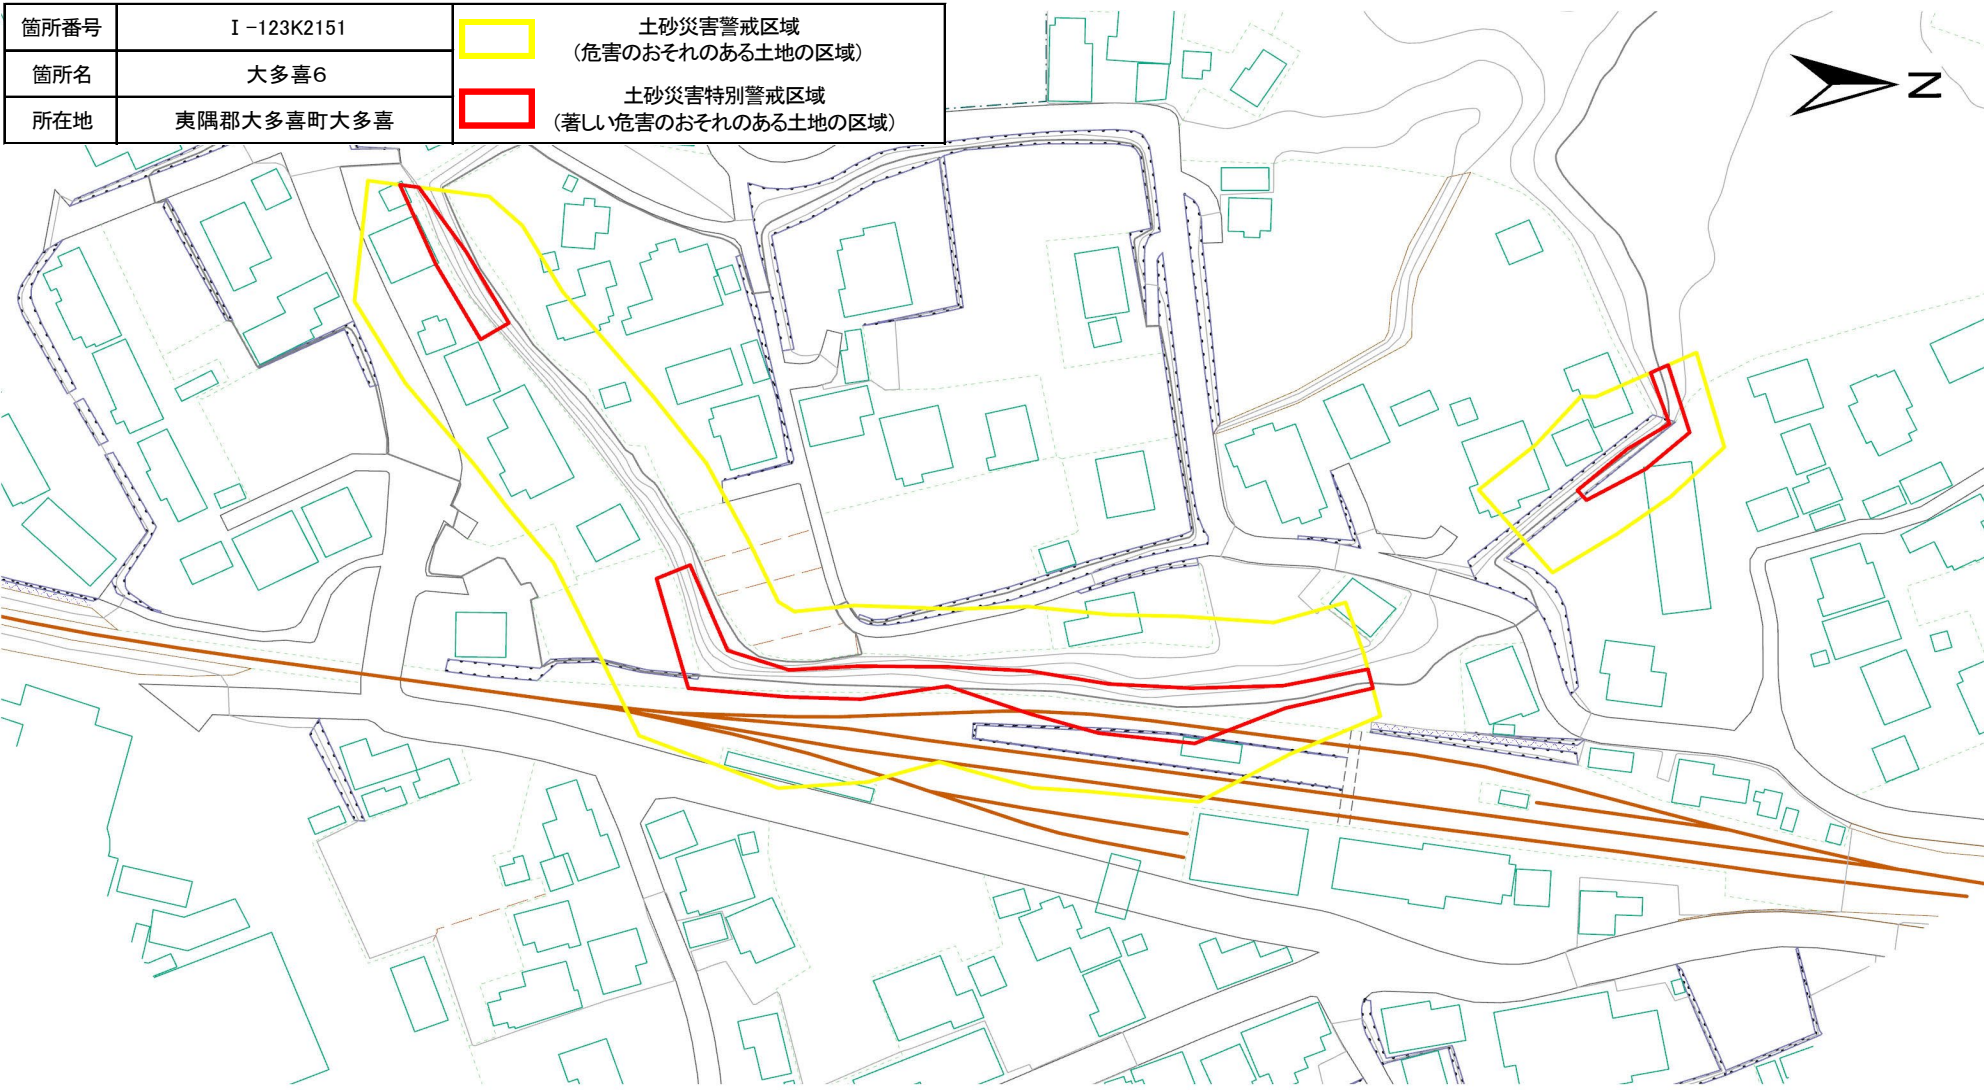 箇所番号 Ⅰ-123K2151
箇所名 大多喜6
所在地 夷隅郡大多喜町大多喜
土砂災害警戒区域
(危害のおそれのある土地の区域)
土砂災害特別警戒区域
(著しい危害のおそれのある土地の区域)
N